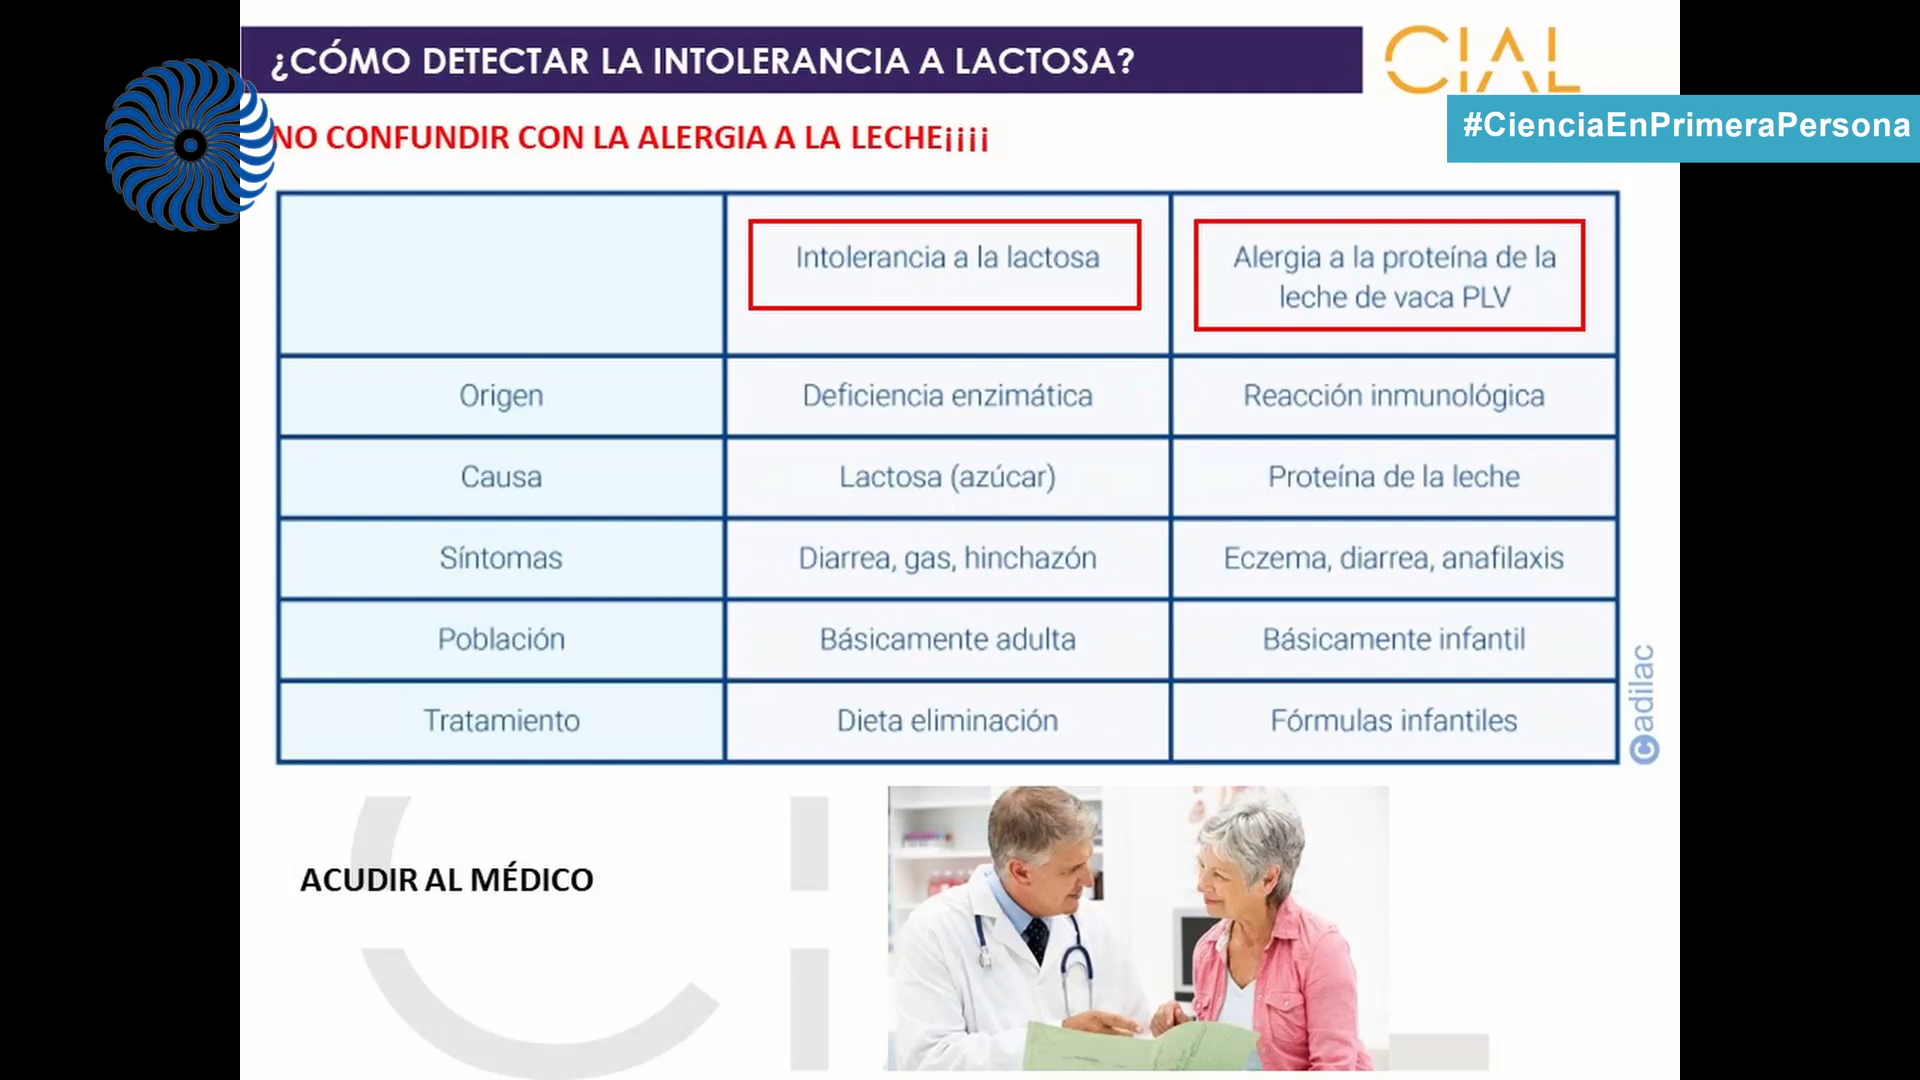 ¿CÓMO DETECTAR LA INTOLERANCIA A LACTOSA?
CIAL
#CienciaEnPrimeraPersona
NO CONFUNDIR CON LA ALERGIA A LA LECHE¡¡¡¡
Intolerancia a la lactosa
Alergia a la proteína de la
leche de vaca PLV
Origen
Deficiencia enzimática
Reacción inmunológica
Causa
Lactosa (azúcar)
Proteína de la leche
Síntomas
Diarrea, gas, hinchazón
Eczema, diarrea, anafilaxis
Población
Básicamente adulta
Básicamente infantil
Tratamiento
Dieta eliminación
Fórmulas infantiles
©adilac
ACUDIR AL MÉDICO